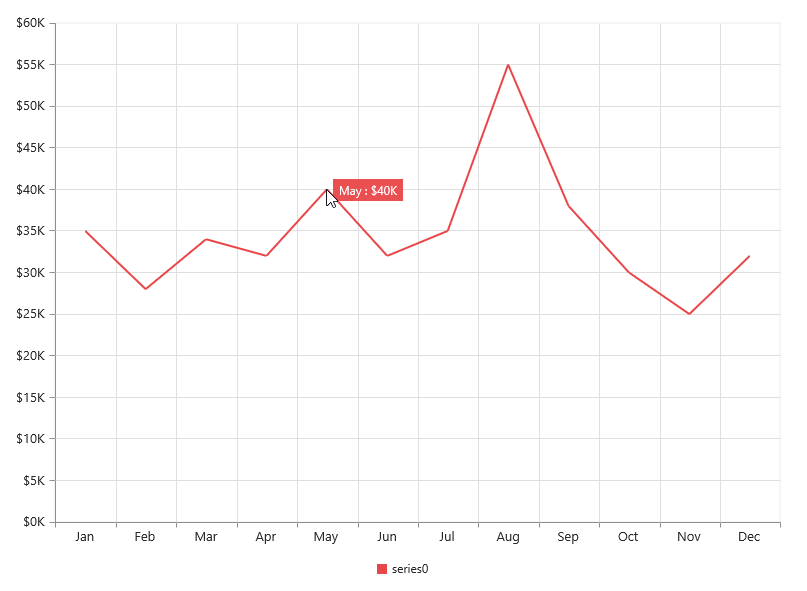 $60K
$55K
$50K
$45K
$40K
May : $40K
$35K
$30K
$25K
$20K
$15K
$10K
$5K
$0K
Jan Feb Mar Apr May Jun Jul Aug Sep Oct Nov Dec
series0